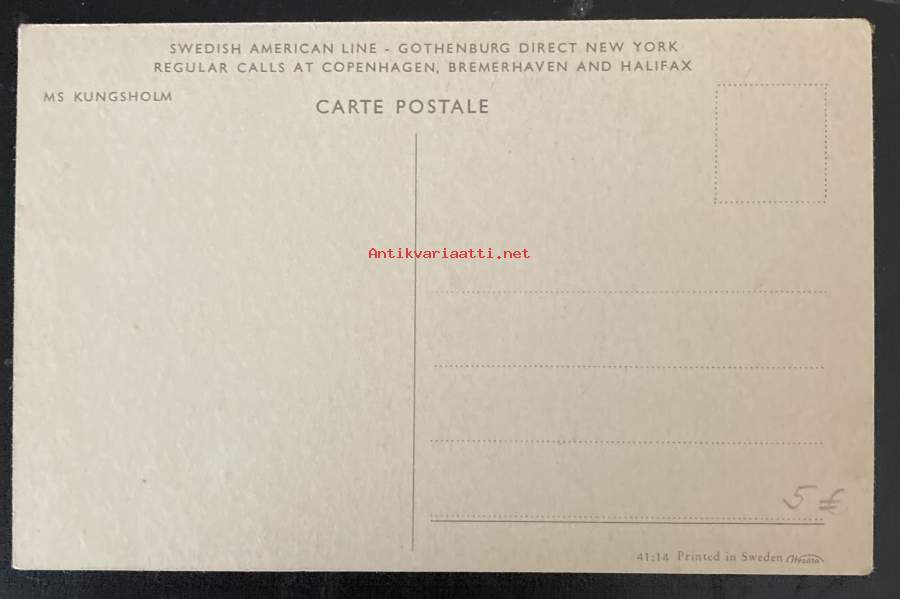 SWEDISH AMERICAN LINE - GOTHENBURG DIRECT NEW YORK
REGULAR CALLS AT COPENHAGEN, BREMERHAVEN AND HALIFAX
MS KUNGSHOLM
CARTE POSTALE
Antikvariaatti.net
5 €
41:14 Printed in Sweden